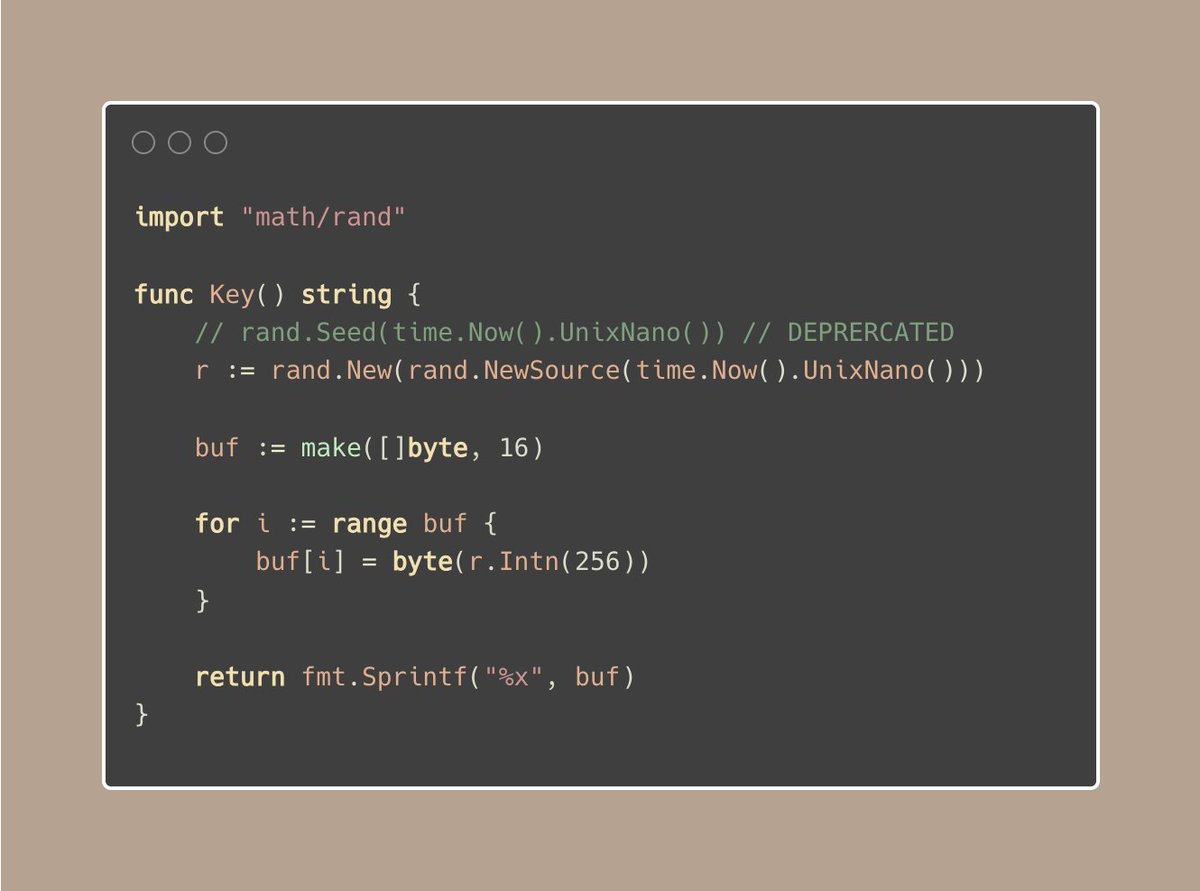 import "math/rand"
func Key() string {
    // rand.Seed(time.Now().UnixNano()) // DEPRERCATED
    r := rand.New(rand.NewSource(time.Now().UnixNano()))
    buf := make([]byte, 16)
    for i := range buf {
        buf[i] = byte(r.Intn(256))
    }
    return fmt.Sprintf("%x", buf)
}